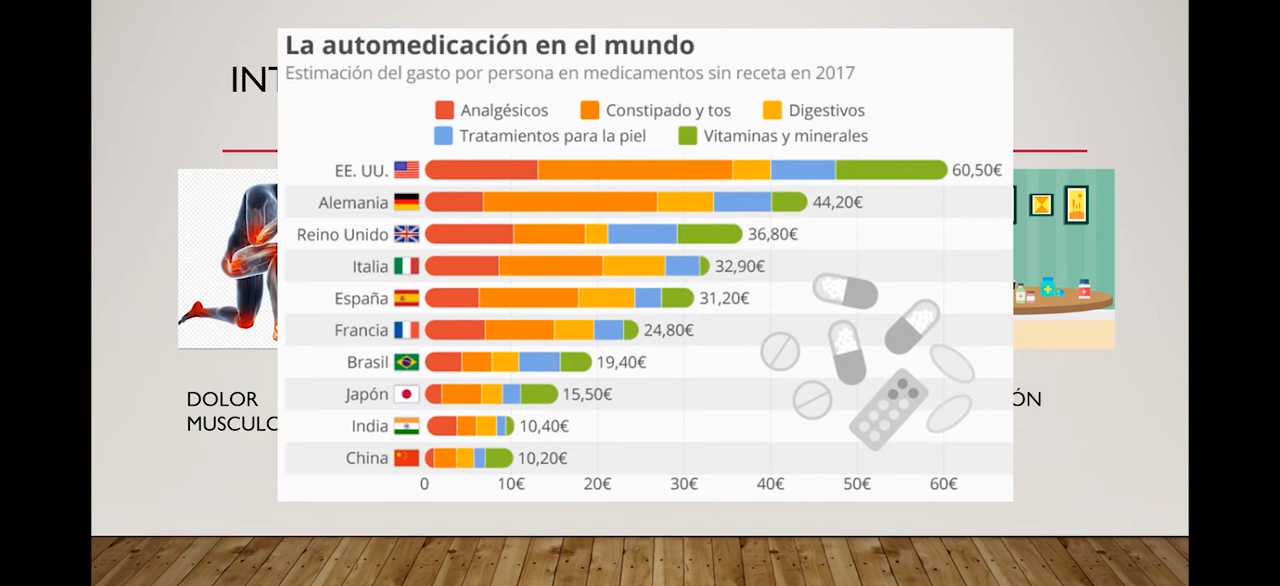 La automedicación en el mundo
INT
Estimación del gasto por persona en medicamentos sin receta en 2017
Analgésicos Constipado y tos Digestivos
Tratamientos para la piel Vitaminas y minerales
EE. UU. 60,50€
Alemania 44,20€
Reino Unido 36,80€
Italia 32,90€
España 31,20€
Francia 24,80€
Brasil 19,40€
Japón 15,50€
India 10,40€
China 10,20€
0 10€ 20€ 30€ 40€ 50€ 60€
DOLOR
MUSCULO
ÓN